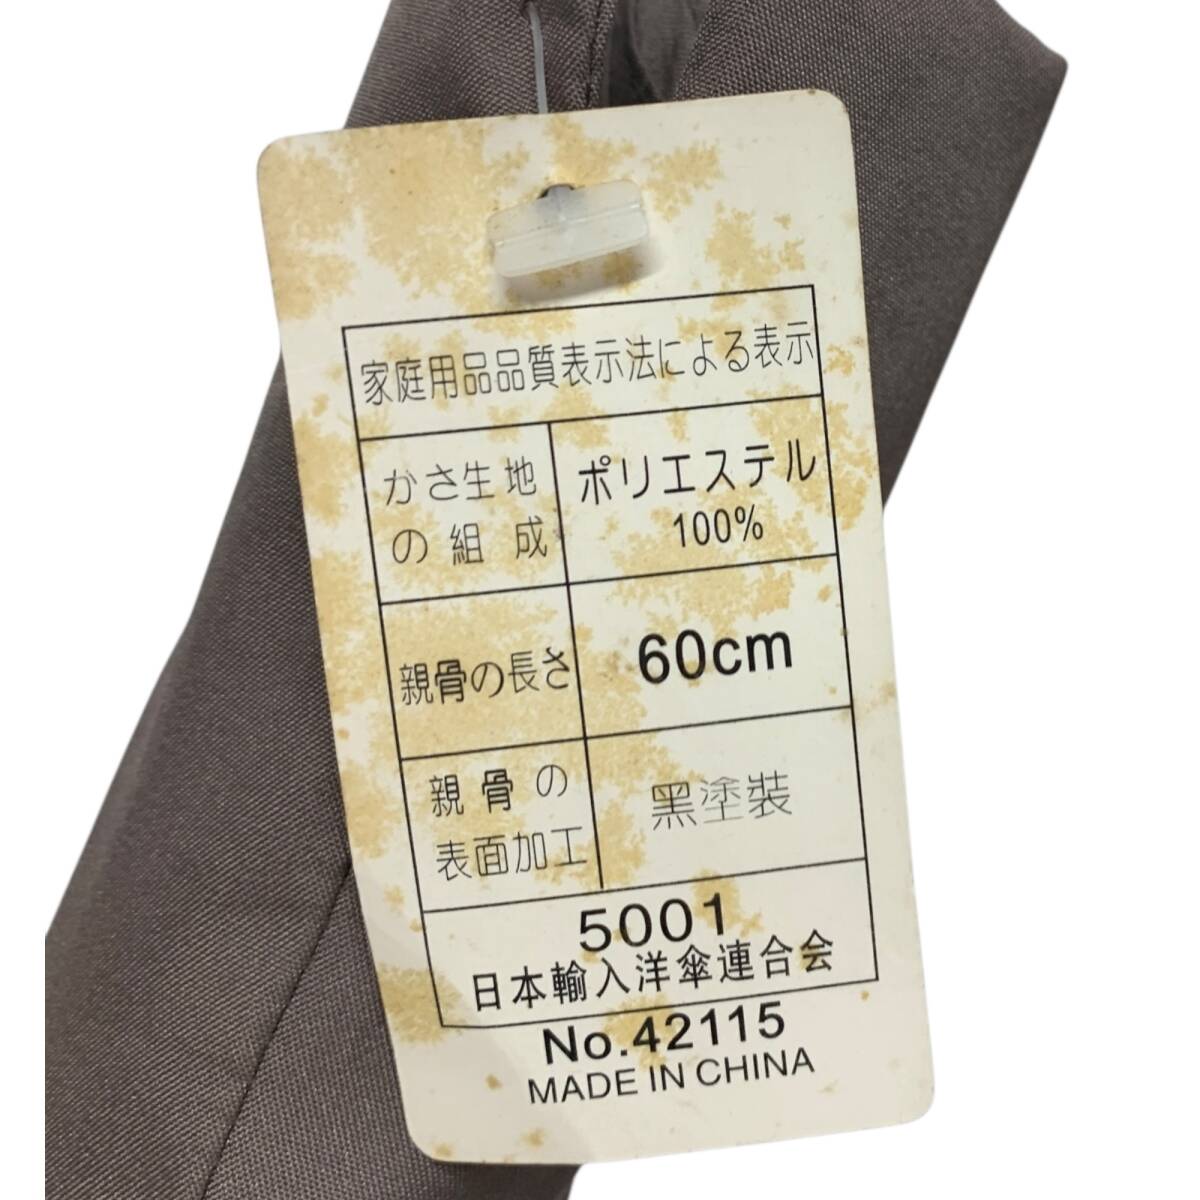 家庭用品品質表示法による表示
かさ生地
の組成
ポリエステル
100%
親骨の長さ
60cm
親骨の
表面加工
黒塗装
5001
日本輸入洋傘連合会
No.42115
MADE IN CHINA